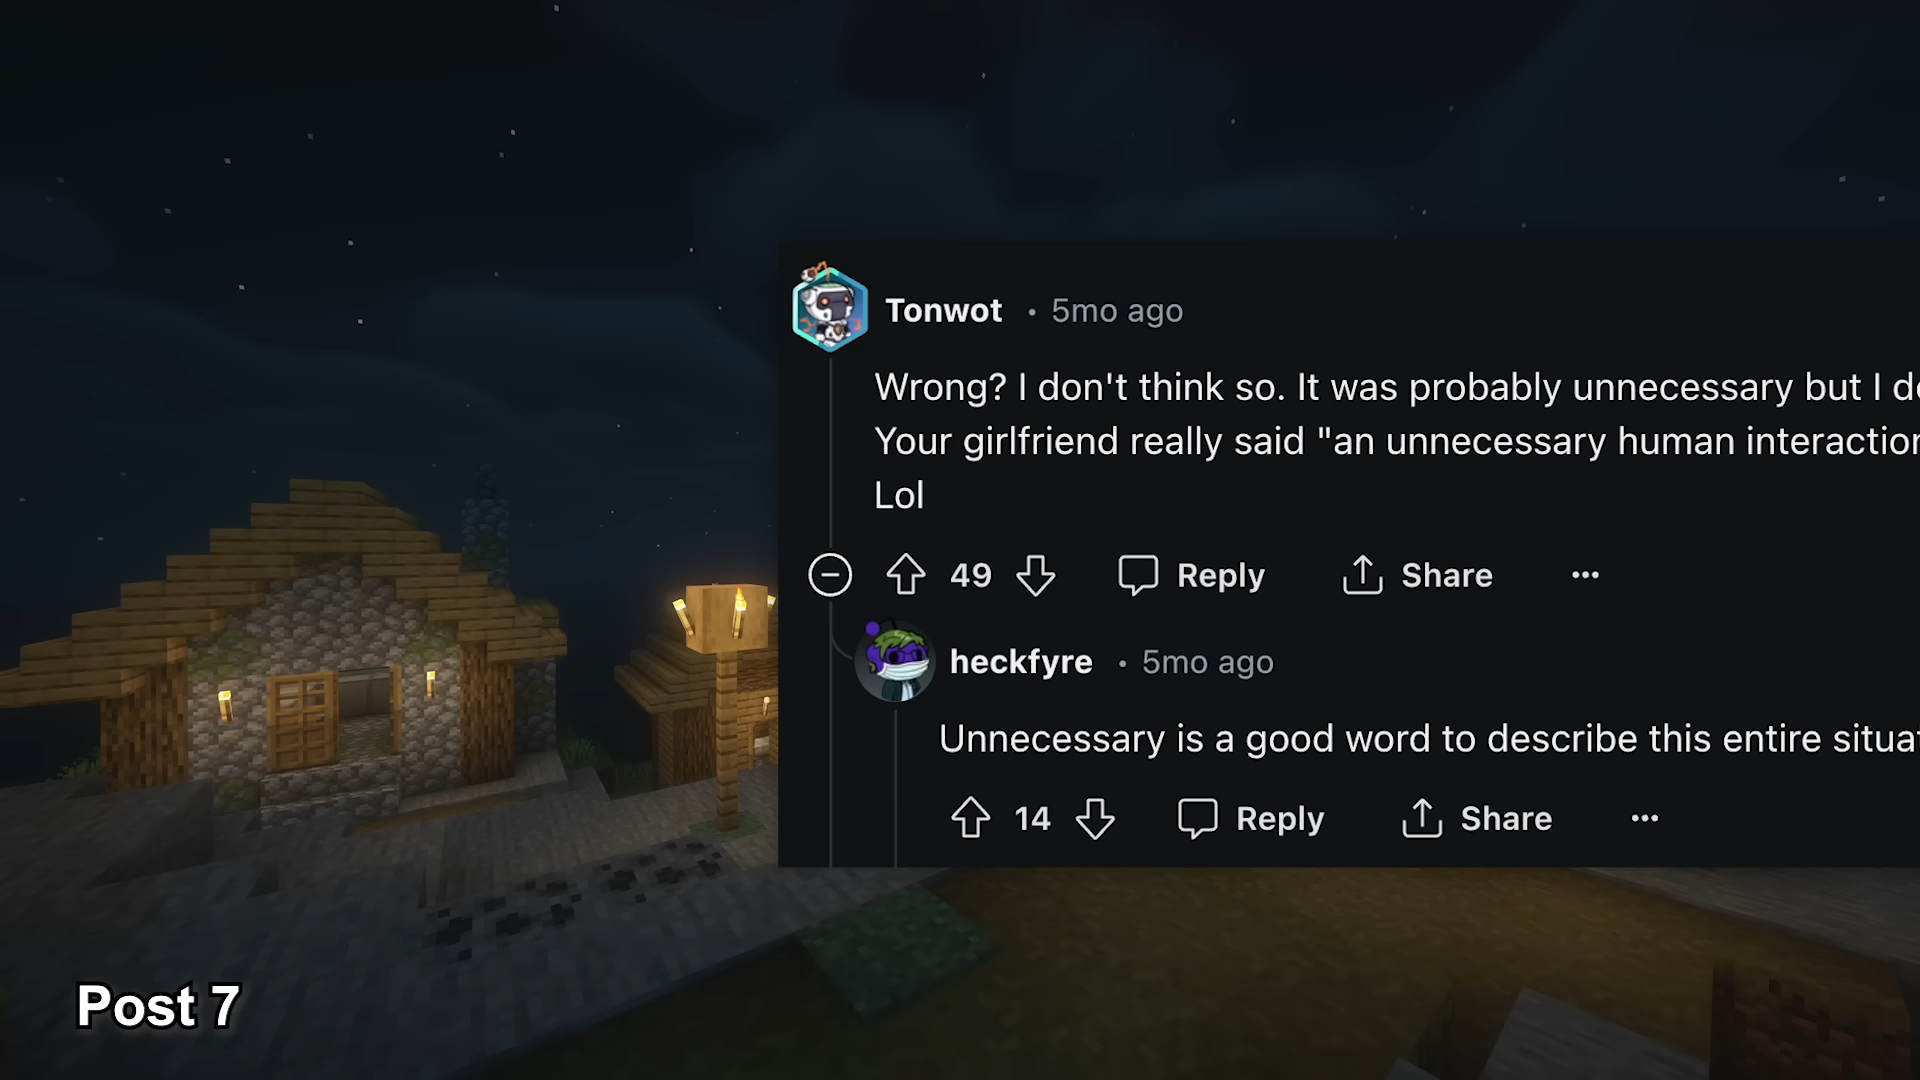 Tonwot • 5mo ago
Wrong? I don't think so. It was probably unnecessary but I
Your girlfriend really said "an unnecessary human interaction
Lol
49 Reply Share ...
heckfyre • 5mo ago
Unnecessary is a good word to describe this entire
14 Reply Share ...
Post 7